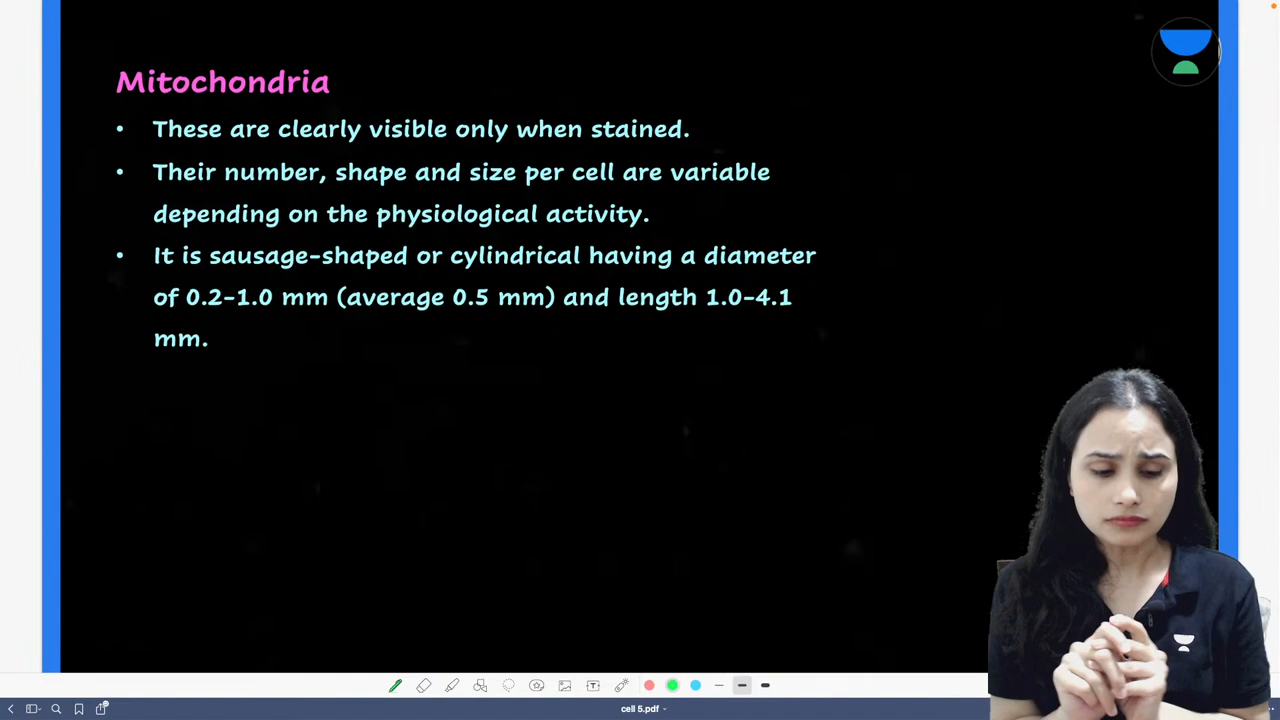 Mitochondria
• These are clearly visible only when stained.
• Their number, shape and size per cell are variable
depending on the physiological activity.
• It is sausage-shaped or cylindrical having a diameter
of 0.2-1.0 mm (average 0.5 mm) and length 1.0-4.1
mm.
cell 5.pdf